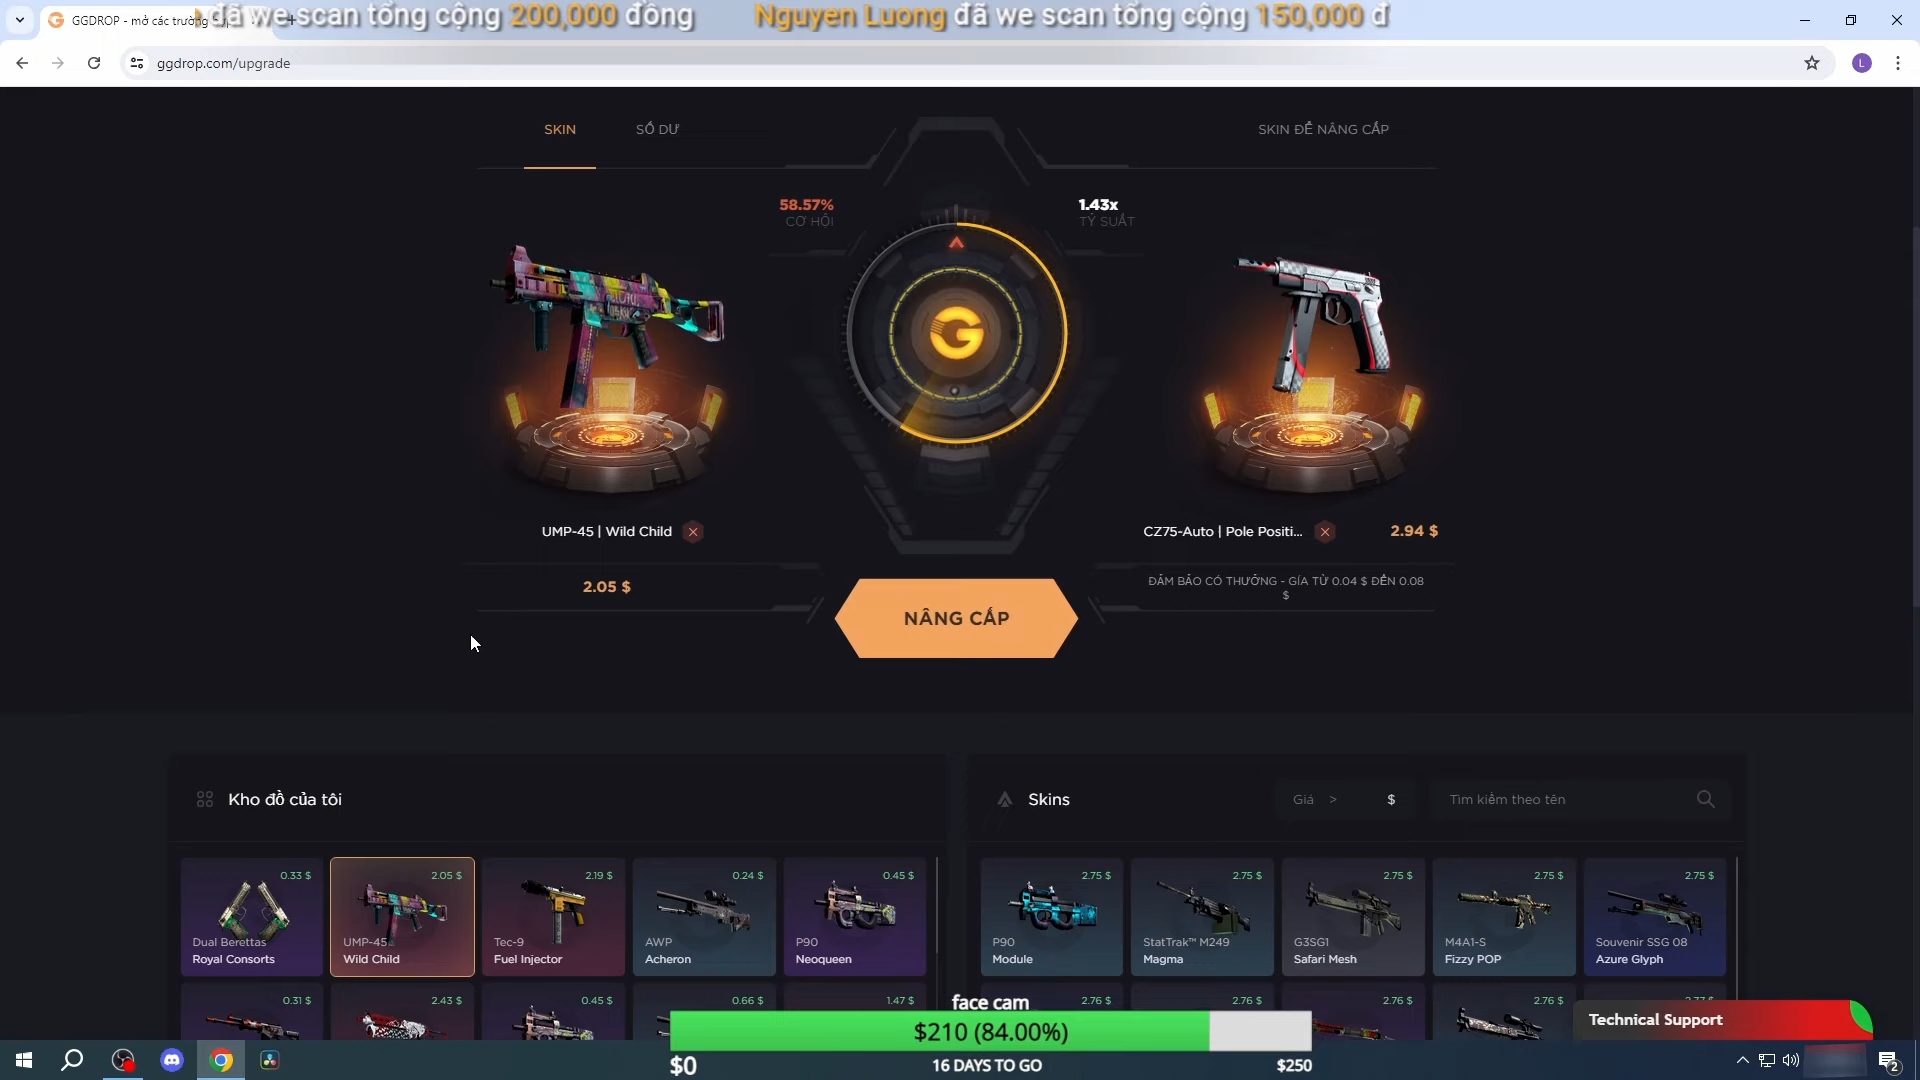 GGDROP - mở các trường
đã we scan tổng cộng 200,000 đồng
Nguyen Luong đã we scan tổng cộng 150,000 đ
ggdrop.com/upgrade
L
SKIN
SỐ DƯ
SKIN ĐỂ NÂNG CẤP
58.57%
CƠ HỘI
1.43x
TỶ SUẤT
UMP-45 | Wild Child
CZ75-Auto | Pole Positi...
2.94 $
2.05 $
ĐẢM BẢO CÓ THƯỞNG - GÍA TỪ 0.04 $ ĐẾN 0.08
$
NÂNG CẤP
Kho đồ của tôi
Skins
Giá >
$
Tìm kiếm theo tên
0.33 $
Dual Berettas
Royal Consorts
2.05 $
UMP-45
Wild Child
2.19 $
Tec-9
Fuel Injector
0.24 $
AWP
Acheron
0.45 $
P90
Neoqueen
2.75 $
P90
Module
2.75 $
StatTrak™ M249
Magma
2.75 $
G3SG1
Safari Mesh
2.75 $
M4A1-S
Fizzy POP
2.75 $
Souvenir SSG 08
Azure Glyph
0.31 $
2.43 $
0.45 $
0.66 $
1.47 $
2.76 $
2.76 $
2.76 $
2.76 $
face cam
$210 (84.00%)
$0
16 DAYS TO GO
$250
Technical Support
2